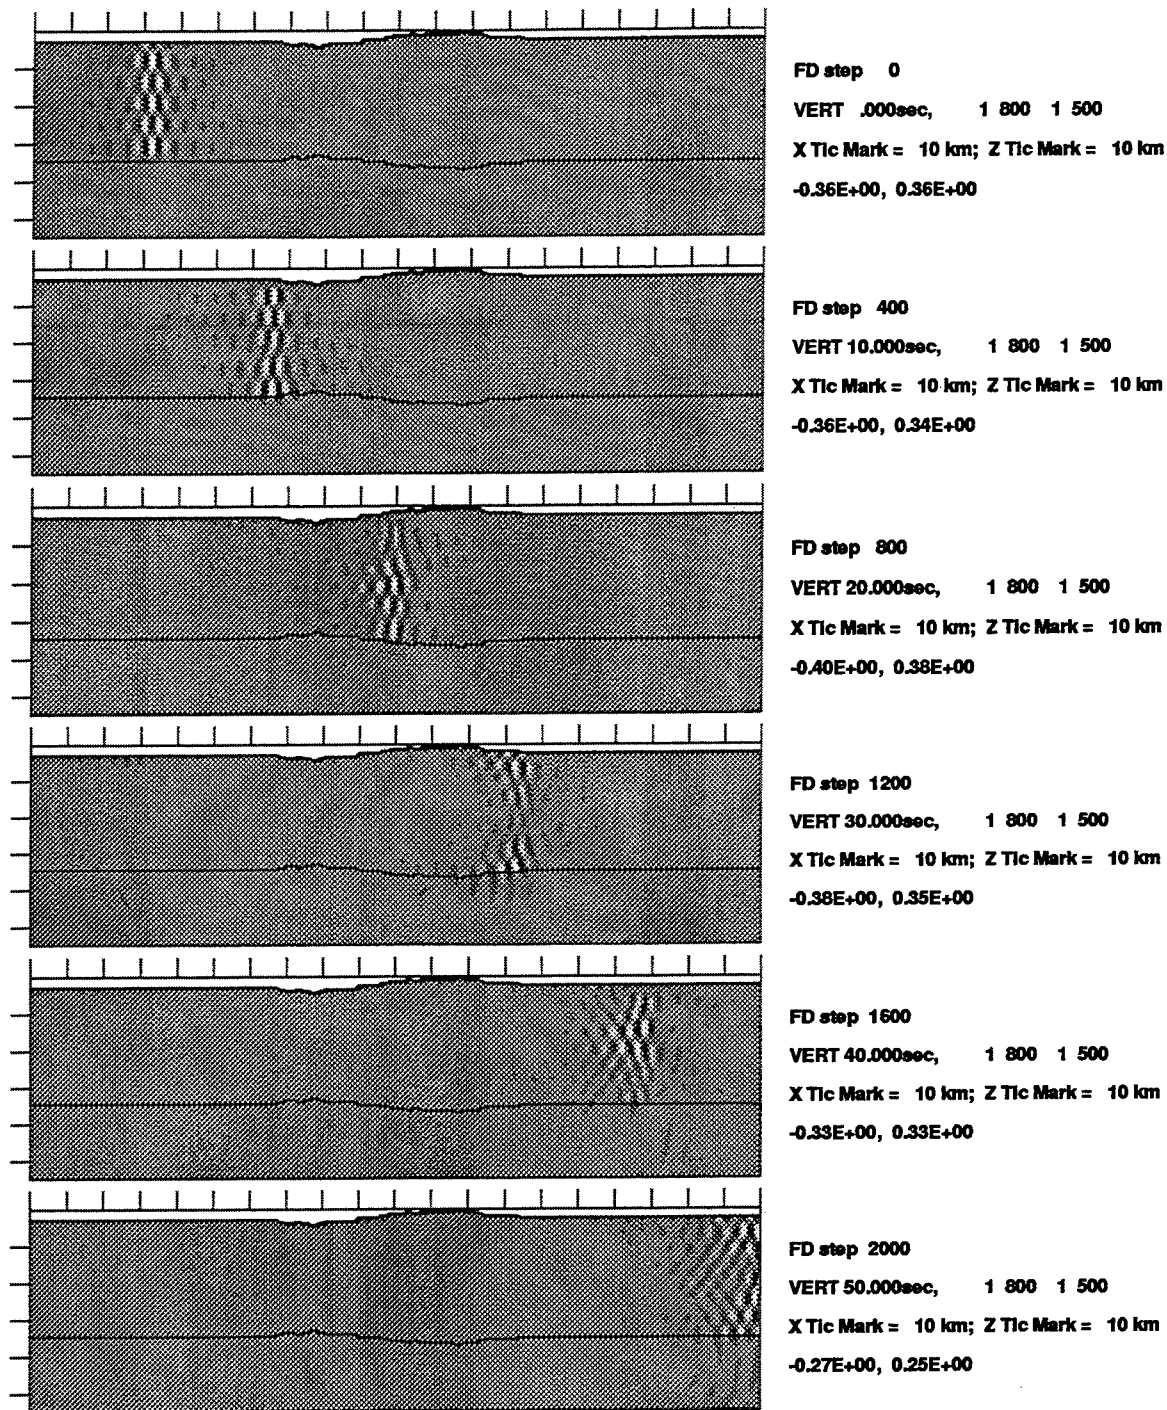 FD step 0
VERT .000sec, 1 800 1 500
X Tic Mark = 10 km; Z Tic Mark = 10 km
-0.36E+00, 0.36E+00
FD step 400
VERT 10.000sec, 1 800 1 500
X Tic Mark = 10 km; Z Tic Mark = 10 km
-0.36E+00, 0.34E+00
FD step 800
VERT 20.000sec, 1 800 1 500
X Tic Mark = 10 km; Z Tic Mark = 10 km
-0.40E+00, 0.38E+00
FD step 1200
VERT 30.000sec, 1 800 1 500
X Tic Mark = 10 km; Z Tic Mark = 10 km
-0.38E+00, 0.35E+00
FD step 1600
VERT 40.000sec, 1 800 1 500
X Tic Mark = 10 km; Z Tic Mark = 10 km
-0.33E+00, 0.33E+00
FD step 2000
VERT 50.000sec, 1 800 1 500
X Tic Mark = 10 km; Z Tic Mark = 10 km
-0.27E+00, 0.25E+00